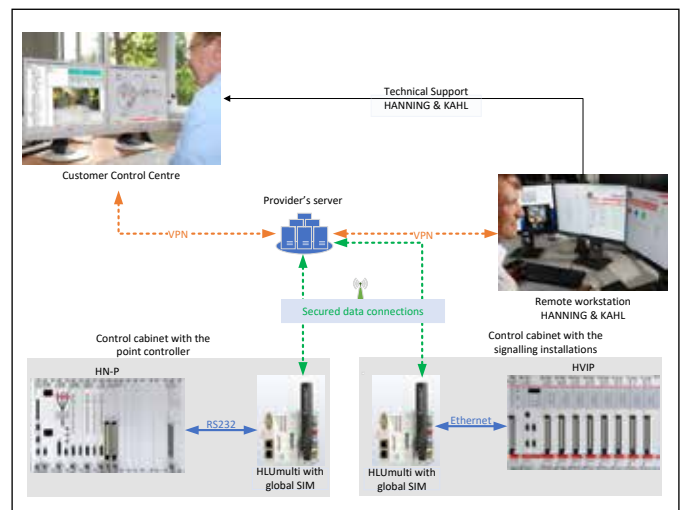 Technical Support
HANNING & KAHL
Customer Control Centre
Provider's server
VPN
VPN
Remote workstation
HANNING & KAHL
Secured data connections
Control cabinet with the
point controller
Control cabinet with the
signalling installations
HN-P
HVIP
RS232
Ethernet
HLUmulti with
global SIM
HLUmulti with
global SIM